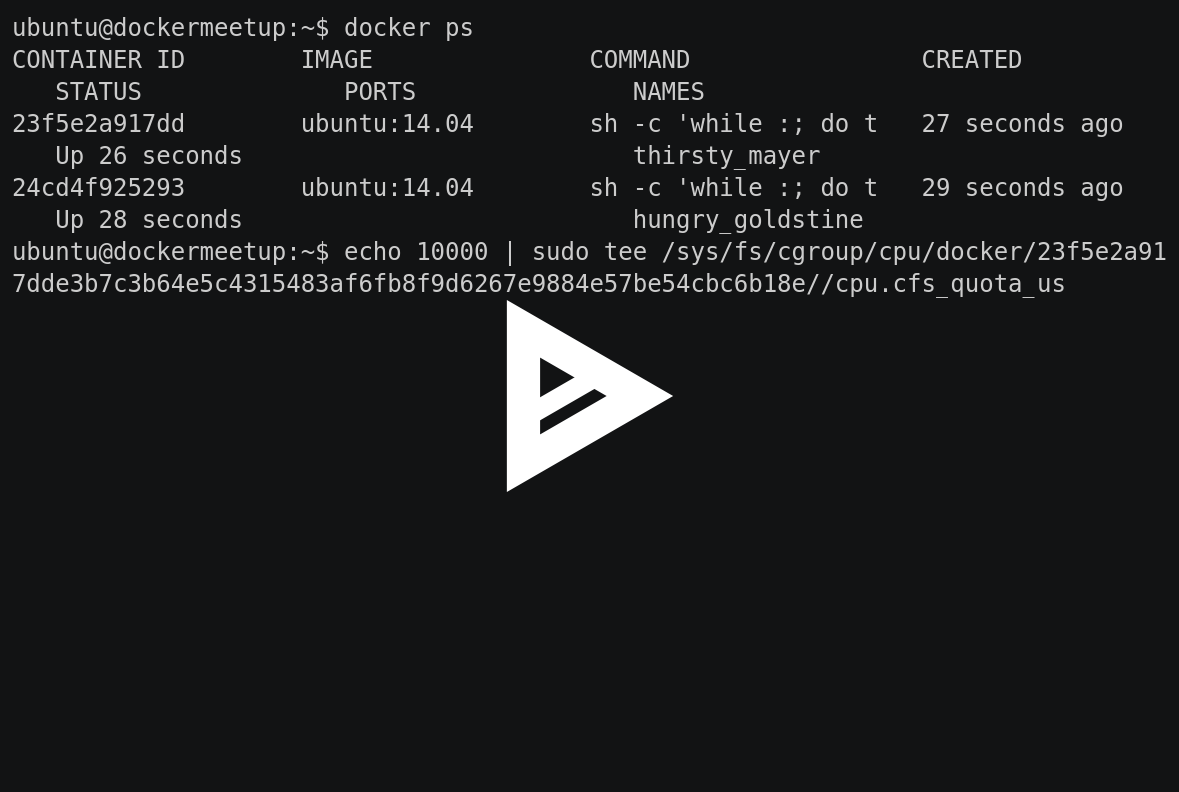 ubuntu@dockermeetup:~$ docker ps
CONTAINER ID        IMAGE               COMMAND                CREATED
   STATUS              PORTS               NAMES
23f5e2a917dd        ubuntu:14.04        sh -c 'while :; do t   27 seconds ago
   Up 26 seconds                           thirsty_mayer
24cd4f925293        ubuntu:14.04        sh -c 'while :; do t   29 seconds ago
   Up 28 seconds                           hungry_goldstine
ubuntu@dockermeetup:~$ echo 10000 | sudo tee /sys/fs/cgroup/cpu/docker/23f5e2a91
7dde3b7c3b64e5c4315483af6fb8f9d6267e9884e57be54cbc6b18e//cpu.cfs_quota_us